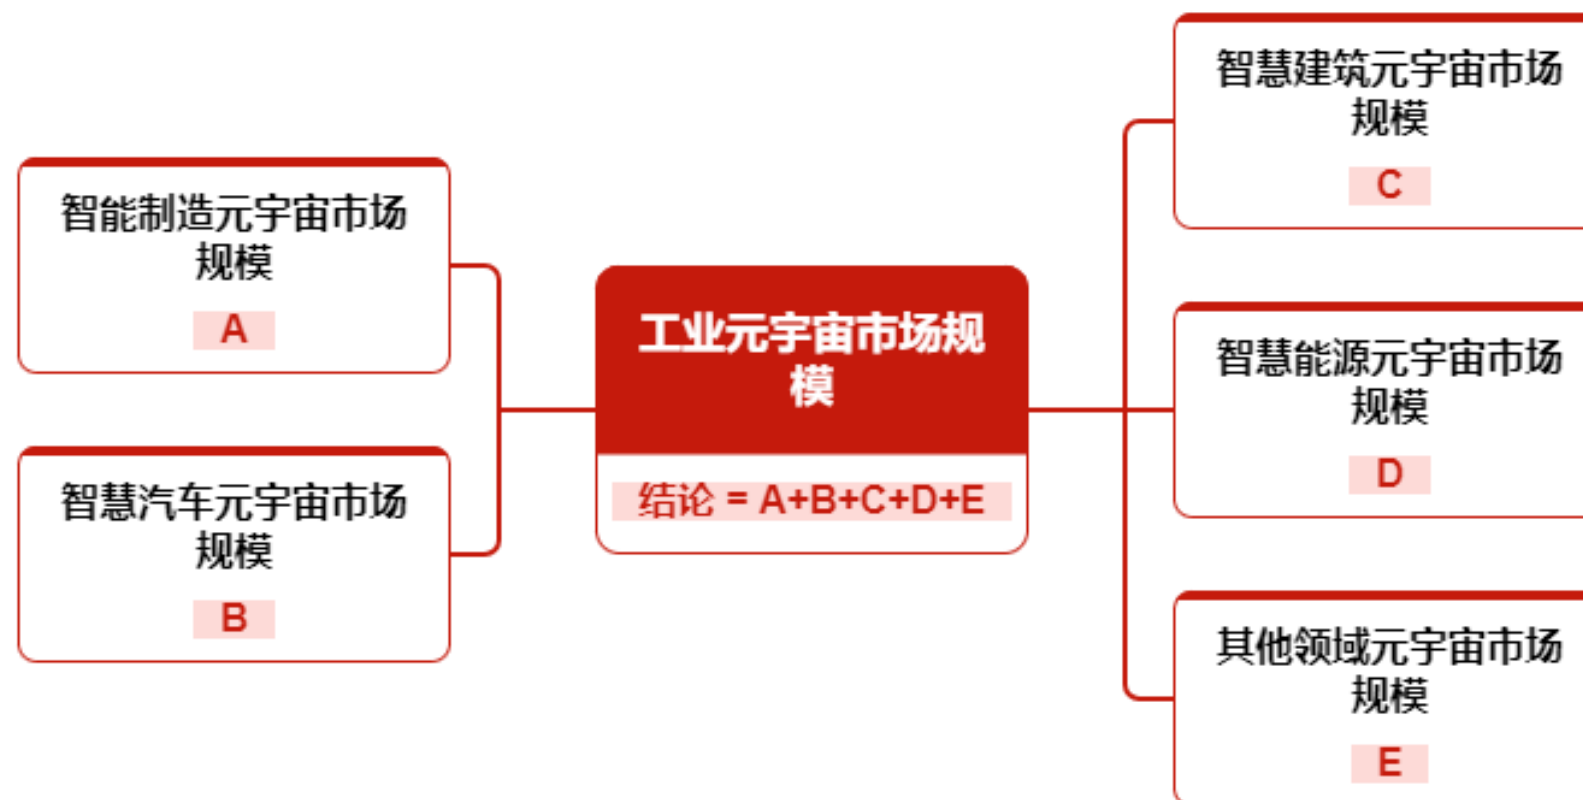 智能制造元宇宙市场
规模
A
智慧汽车元宇宙市场
规模
B
工业元宇宙市场规
模
结论 = A+B+C+D+E
智慧建筑元宇宙市场
规模
C
智慧能源元宇宙市场
规模
D
其他领域元宇宙市场
规模
E